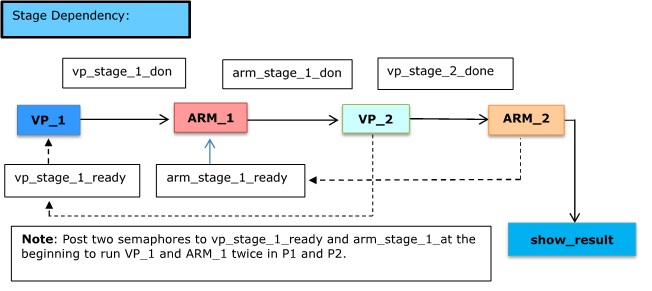 Stage Dependency:
vp_stage_1_don
arm_stage_1_don
vp_stage_2_done
VP_1
ARM_1
VP_2
ARM_2
vp_stage_1_ready
arm_stage_1_ready
show_result
Note: Post two semaphores to vp_stage_1_ready and arm_stage_1_at the
beginning to run VP_1 and ARM_1 twice in P1 and P2.